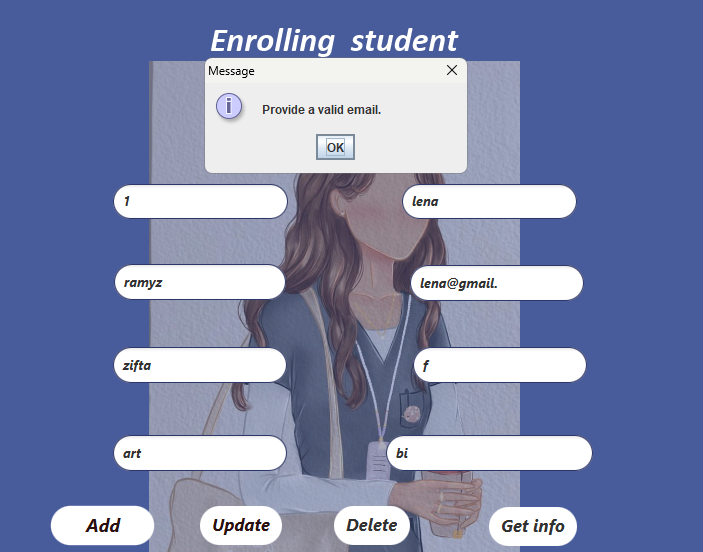 Enrolling student
Message
Provide a valid email.
OK
1
lena
ramyz
lena@gmail.
zifta
f
art
bi
Add
Update
Delete
Get info